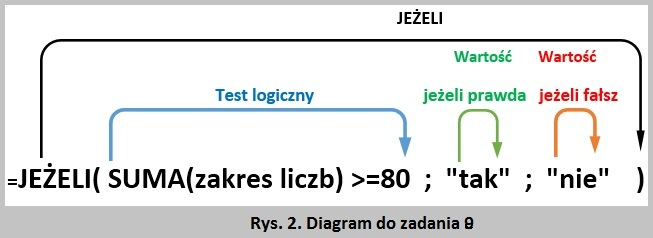 JEŻELI
Wartość Wartość
Test logiczny jeżeli prawda jeżeli fałsz
=JEŻELI( SUMA(zakres liczb) >=80 ; "tak" ; "nie" )
Rys. 2. Diagram do zadania